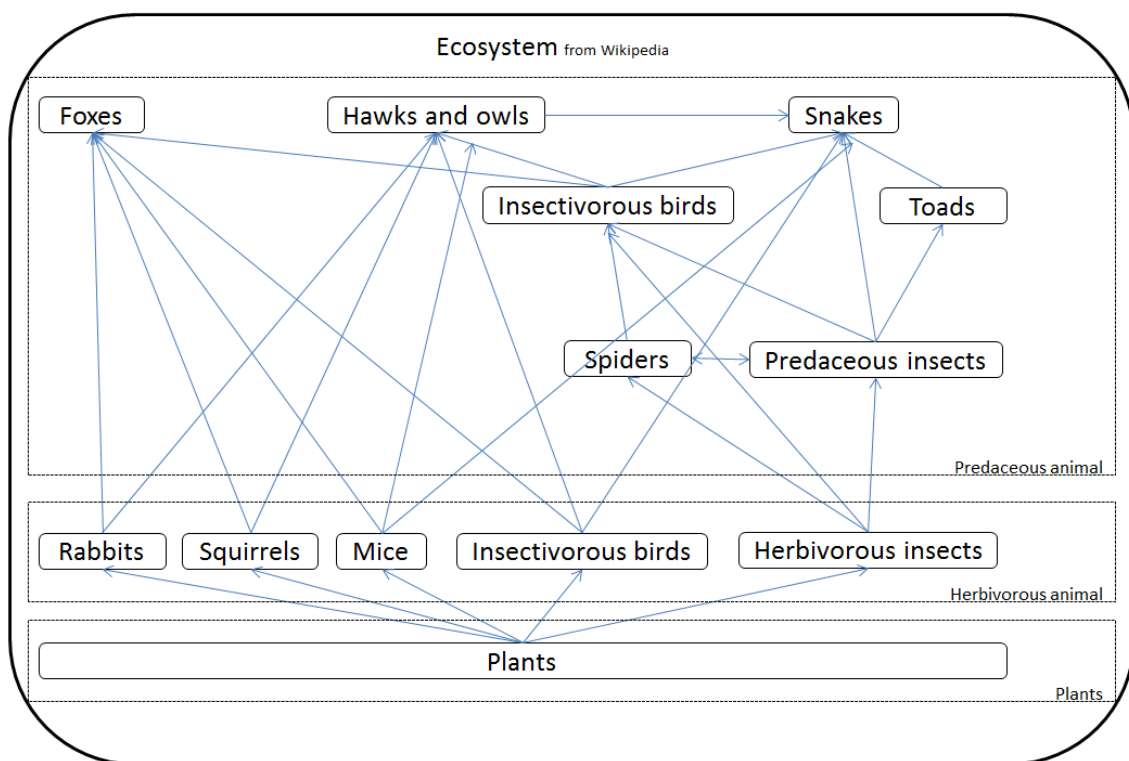 Ecosystem from Wikipedia
Foxes
Hawks and owls
Snakes
Insectivorous birds
Toads
Spiders
Predaceous insects
Predaceous animal
Rabbits
Squirrels
Mice
Insectivorous birds
Herbivorous insects
Herbivorous animal
Plants
Plants